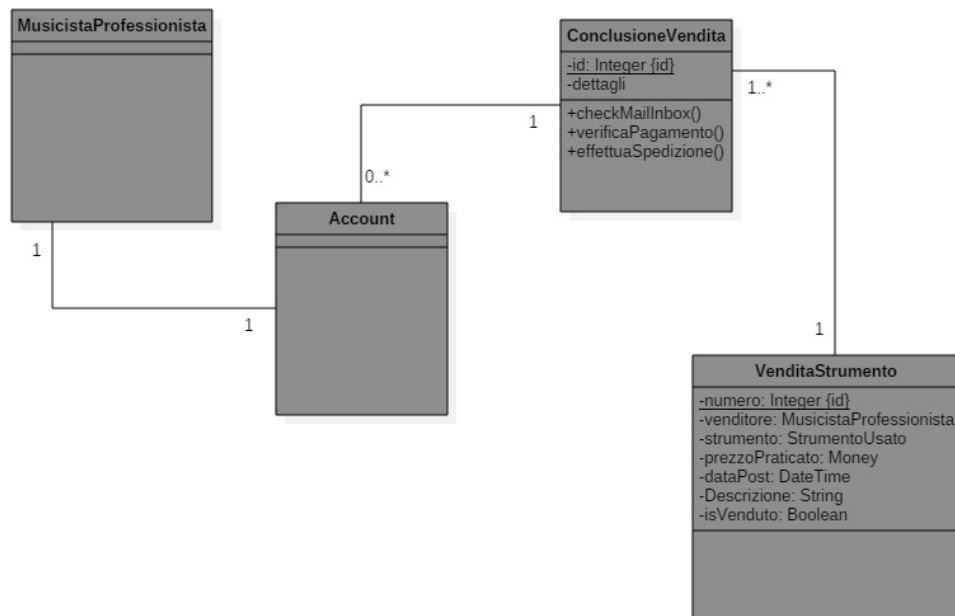 MusicistaProfessionista
ConclusioneVendita
-id: Integer {id}
-dettagli
+checkMailInbox()
+verificaPagamento()
+effettuaSpedizione()
1..*
1
0..*
Account
1
1
1
VenditaStrumento
-numero: Integer {id}
-venditore: MusicistaProfessionista
-strumento: StrumentoUsato
-prezzoPraticato: Money
-dataPost: DateTime
-Descrizione: String
-isVenduto: Boolean